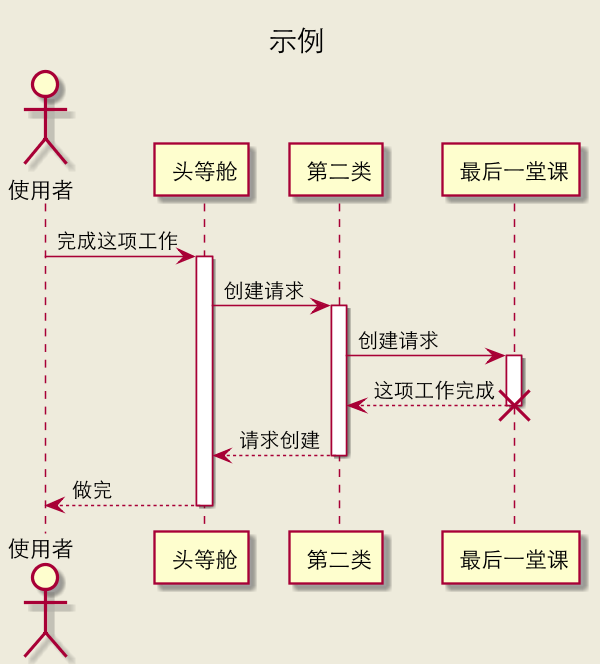 示例
使用者
头等舱
第二类
最后一堂课
完成这项工作
创建请求
创建请求
这项工作完成
请求创建
做完
使用者
头等舱
第二类
最后一堂课